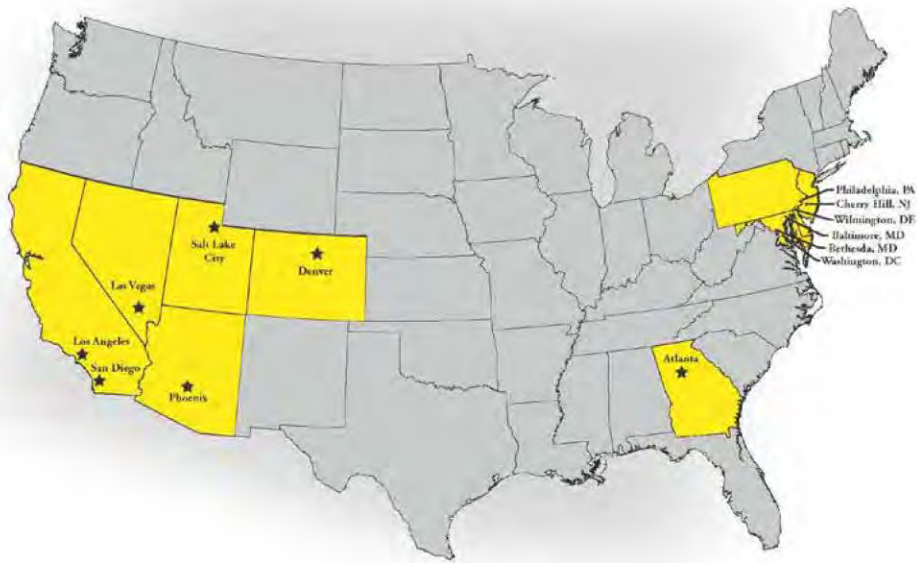 Philadelphia, PA
Cherry Hill, NJ
Wilmington, DE
Baltimore, MD
Bethesda, MD
Washington, DC
Salt Lake
City
Denver
Las Vegas
Los Angeles
San Diego
Phoenix
Atlanta